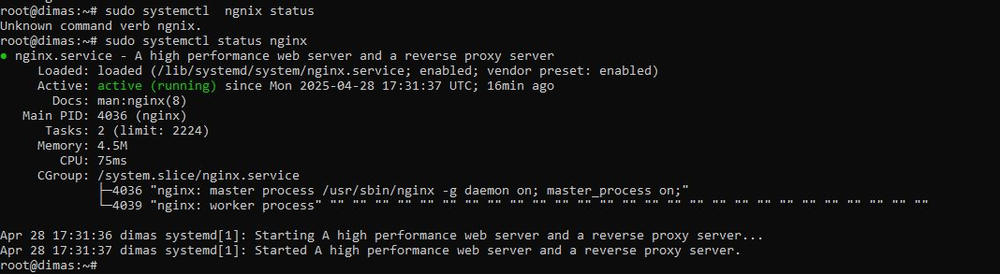 root@dimas:~# sudo systemctl  ngnix status
Unknown command verb ngnix.
root@dimas:~# sudo systemctl status nginx
● nginx.service - A high performance web server and a reverse proxy server
     Loaded: loaded (/lib/systemd/system/nginx.service; enabled; vendor preset: enabled)
     Active: active (running) since Mon 2025-04-28 17:31:37 UTC; 16min ago
       Docs: man:nginx(8)
   Main PID: 4036 (nginx)
      Tasks: 2 (limit: 2224)
     Memory: 4.5M
        CPU: 75ms
     CGroup: /system.slice/nginx.service
             ├─4036 "nginx: master process /usr/sbin/nginx -g daemon on; master_process on;"
             └─4039 "nginx: worker process" "" "" "" "" "" "" "" "" "" "" "" "" "" "" "" "" "" "" "" "" "" "" "" "" "" "" ""

Apr 28 17:31:36 dimas systemd[1]: Starting A high performance web server and a reverse proxy server...
Apr 28 17:31:37 dimas systemd[1]: Started A high performance web server and a reverse proxy server.
root@dimas:~#